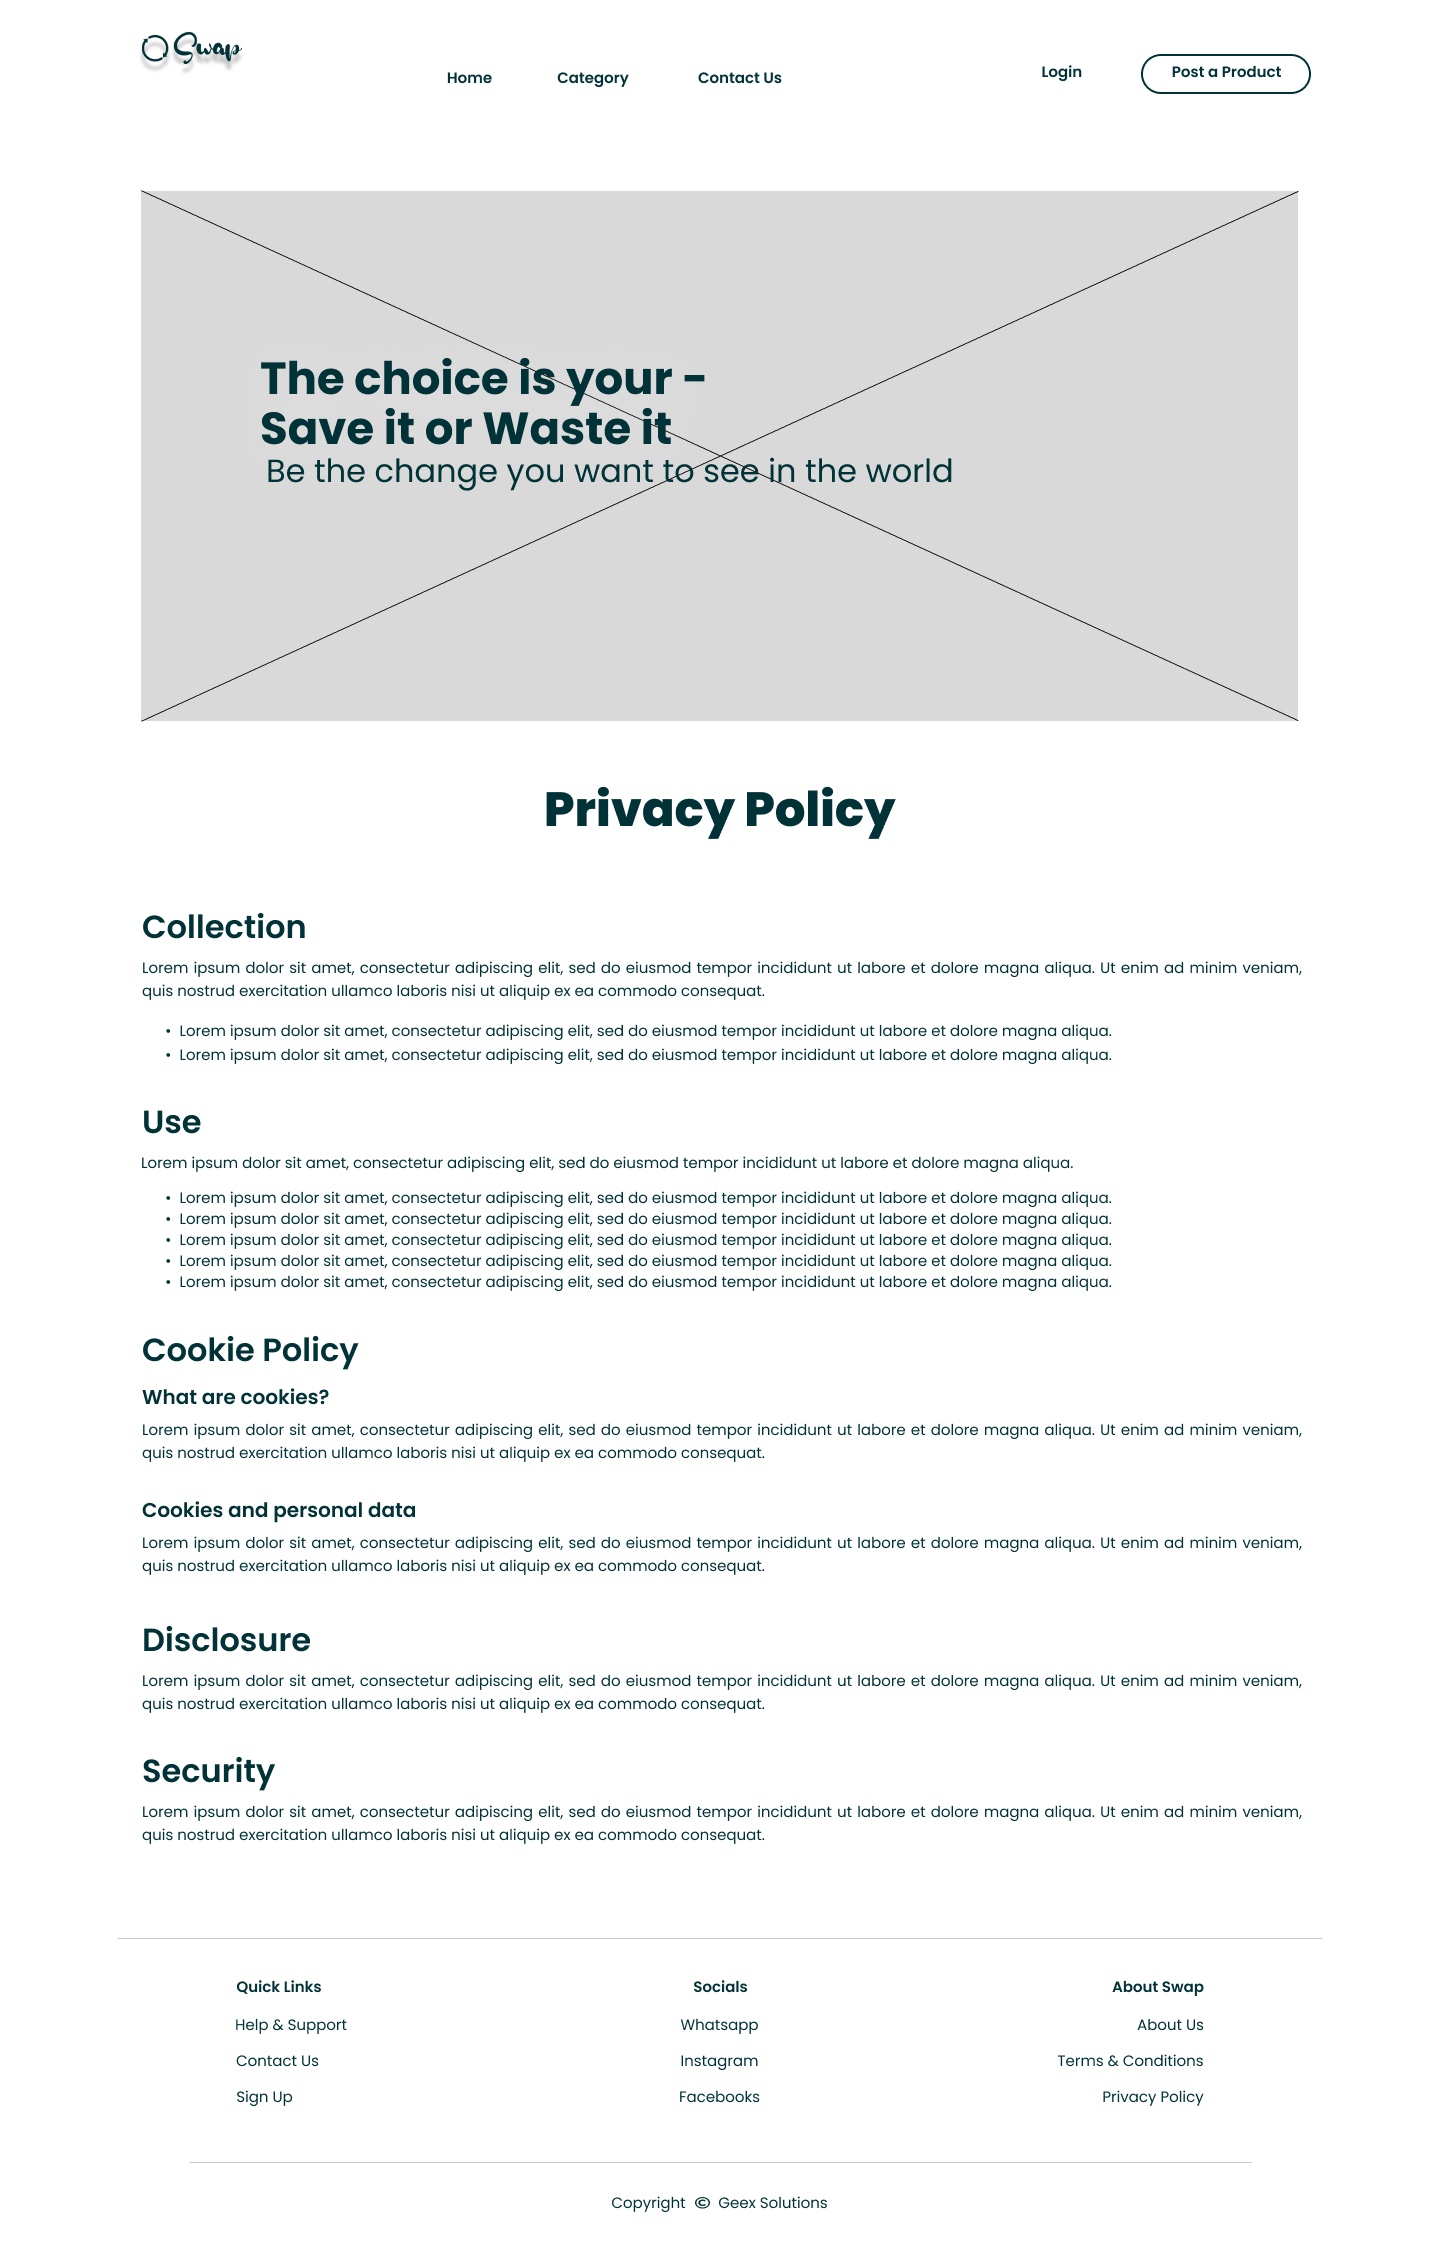 Swap
Home Category Contact Us Login Post a Product
The choice is your -
Save it or Waste it
Be the change you want to see in the world
Privacy Policy
Collection
Lorem ipsum dolor sit amet, consectetur adipiscing elit, sed do eiusmod tempor incididunt ut labore et dolore magna aliqua. Ut enim ad minim veniam,
quis nostrud exercitation ullamco laboris nisi ut aliquip ex ea commodo consequat.
• Lorem ipsum dolor sit amet, consectetur adipiscing elit, sed do eiusmod tempor incididunt ut labore et dolore magna aliqua.
• Lorem ipsum dolor sit amet, consectetur adipiscing elit, sed do eiusmod tempor incididunt ut labore et dolore magna aliqua.
Use
Lorem ipsum dolor sit amet, consectetur adipiscing elit, sed do eiusmod tempor incididunt ut labore et dolore magna aliqua.
• Lorem ipsum dolor sit amet, consectetur adipiscing elit, sed do eiusmod tempor incididunt ut labore et dolore magna aliqua.
• Lorem ipsum dolor sit amet, consectetur adipiscing elit, sed do eiusmod tempor incididunt ut labore et dolore magna aliqua.
• Lorem ipsum dolor sit amet, consectetur adipiscing elit, sed do eiusmod tempor incididunt ut labore et dolore magna aliqua.
• Lorem ipsum dolor sit amet, consectetur adipiscing elit, sed do eiusmod tempor incididunt ut labore et dolore magna aliqua.
• Lorem ipsum dolor sit amet, consectetur adipiscing elit, sed do eiusmod tempor incididunt ut labore et dolore magna aliqua.
Cookie Policy
What are cookies?
Lorem ipsum dolor sit amet, consectetur adipiscing elit, sed do eiusmod tempor incididunt ut labore et dolore magna aliqua. Ut enim ad minim veniam,
quis nostrud exercitation ullamco laboris nisi ut aliquip ex ea commodo consequat.
Cookies and personal data
Lorem ipsum dolor sit amet, consectetur adipiscing elit, sed do eiusmod tempor incididunt ut labore et dolore magna aliqua. Ut enim ad minim veniam,
quis nostrud exercitation ullamco laboris nisi ut aliquip ex ea commodo consequat.
Disclosure
Lorem ipsum dolor sit amet, consectetur adipiscing elit, sed do eiusmod tempor incididunt ut labore et dolore magna aliqua. Ut enim ad minim veniam,
quis nostrud exercitation ullamco laboris nisi ut aliquip ex ea commodo consequat.
Security
Lorem ipsum dolor sit amet, consectetur adipiscing elit, sed do eiusmod tempor incididunt ut labore et dolore magna aliqua. Ut enim ad minim veniam,
quis nostrud exercitation ullamco laboris nisi ut aliquip ex ea commodo consequat.
Quick Links
Help & Support
Contact Us
Sign Up
Socials
Whatsapp
Instagram
Facebooks
About Swap
About Us
Terms & Conditions
Privacy Policy
Copyright © Geex Solutions